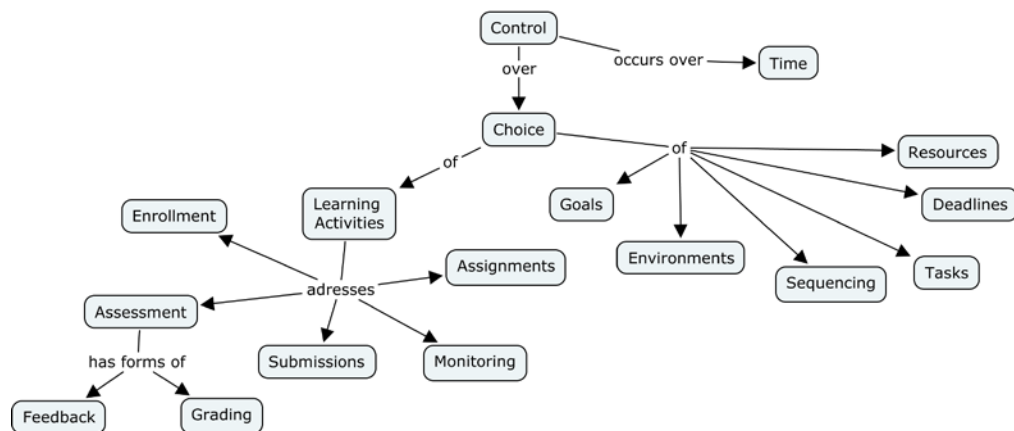 Control
over
occurs over
Time
Choice
of
of
Resources
Learning
Activities
Goals
Deadlines
Enrollment
Environments
Assignments
Sequencing
Tasks
adresses
Assessment
Submissions
Monitoring
has forms of
Feedback
Grading